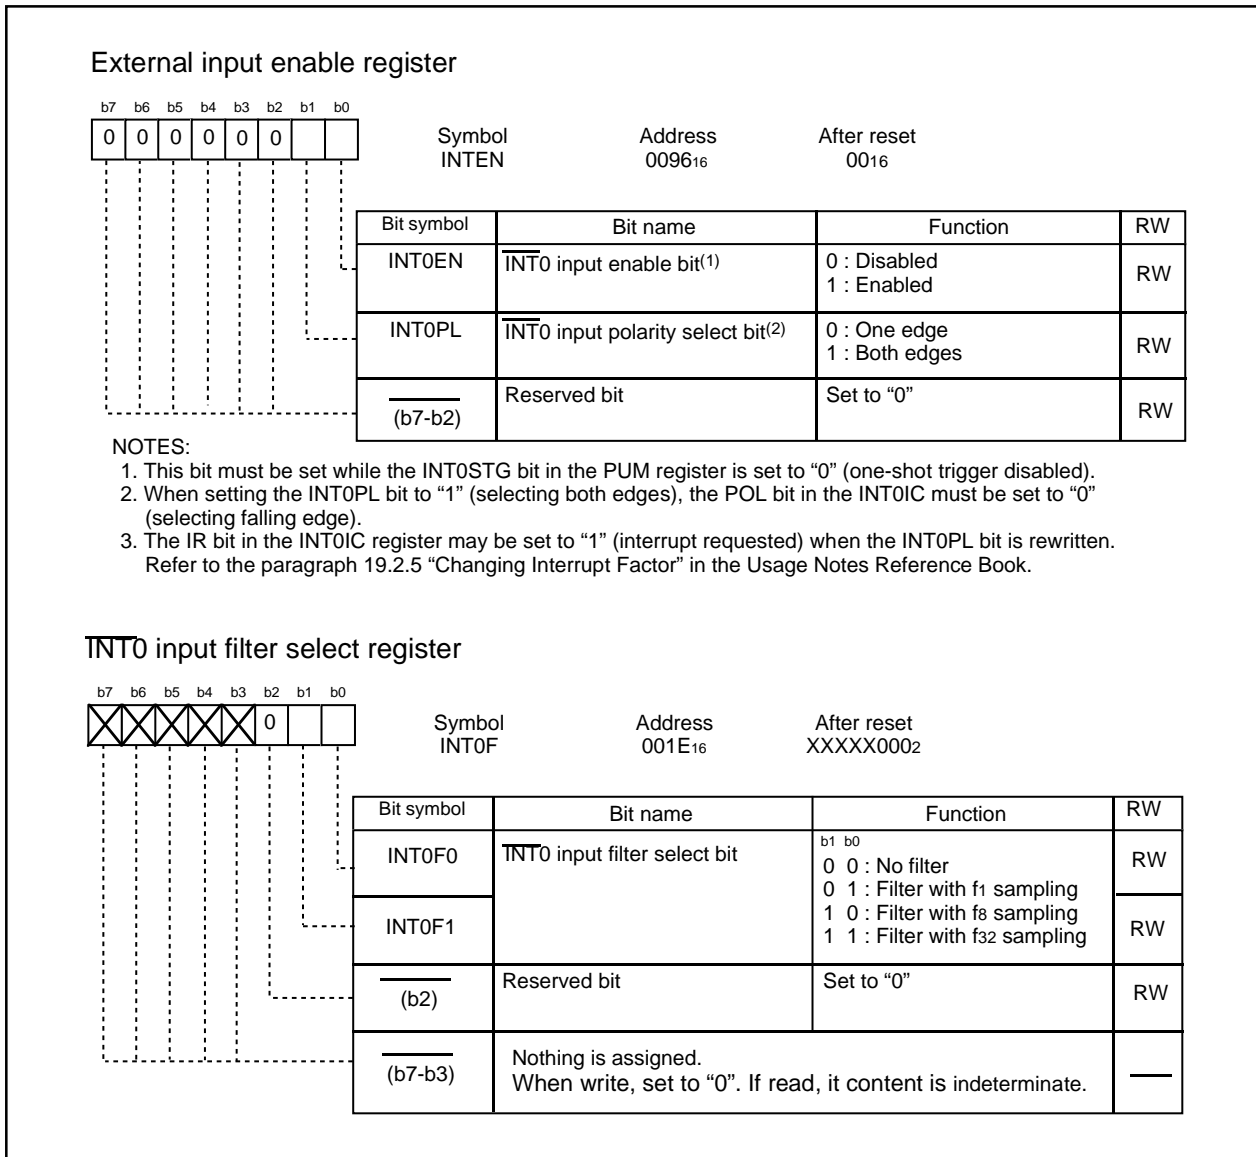 External input enable register
b7 b6 b5 b4 b3 b2 b1 b0
0 0 0 0 0 0
Symbol Address After reset
INTEN 009616 0016
Bit symbol Bit name Function RW
INT0EN INT0 input enable bit(1) 0 : Disabled RW
1 : Enabled
INT0PL INT0 input polarity select bit(2) 0 : One edge RW
1 : Both edges
(b7-b2) Reserved bit Set to “0” RW
NOTES:
1. This bit must be set while the INT0STG bit in the PUM register is set to “0” (one-shot trigger disabled).
2. When setting the INT0PL bit to “1” (selecting both edges), the POL bit in the INT0IC must be set to “0”
(selecting falling edge).
3. The IR bit in the INT0IC register may be set to “1” (interrupt requested) when the INT0PL bit is rewritten.
Refer to the paragraph 19.2.5 “Changing Interrupt Factor” in the Usage Notes Reference Book.
INT0 input filter select register
b7 b6 b5 b4 b3 b2 b1 b0
0
Symbol Address After reset
INT0F 001E16 XXXXX0002
Bit symbol Bit name Function RW
INT0F0 INT0 input filter select bit b1 b0 RW
0 0 : No filter
0 1 : Filter with f1 sampling
INT0F1 1 0 : Filter with f8 sampling RW
1 1 : Filter with f32 sampling
(b2) Reserved bit Set to “0” RW
(b7-b3) Nothing is assigned.
When write, set to “0”. If read, it content is indeterminate.